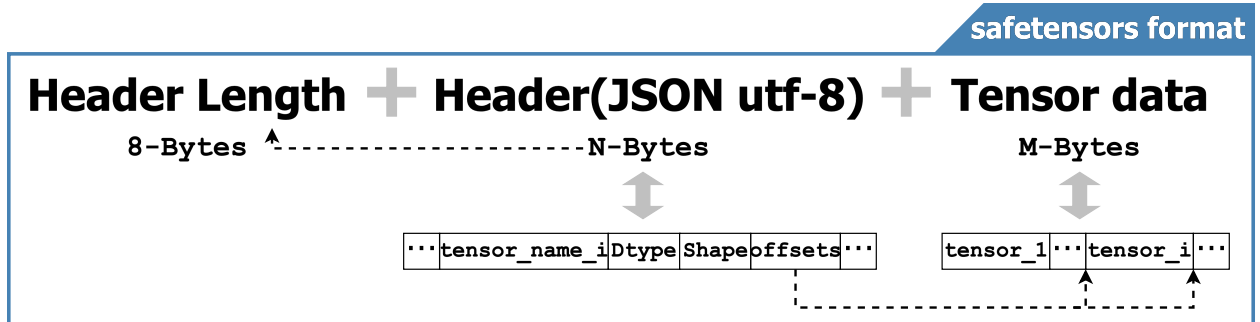 safetensors format
Header Length + Header(JSON utf-8) + Tensor data
8-Bytes N-Bytes M-Bytes
··· tensor_name_i Dtype Shape offsets ··· tensor_1 ··· tensor_i ···